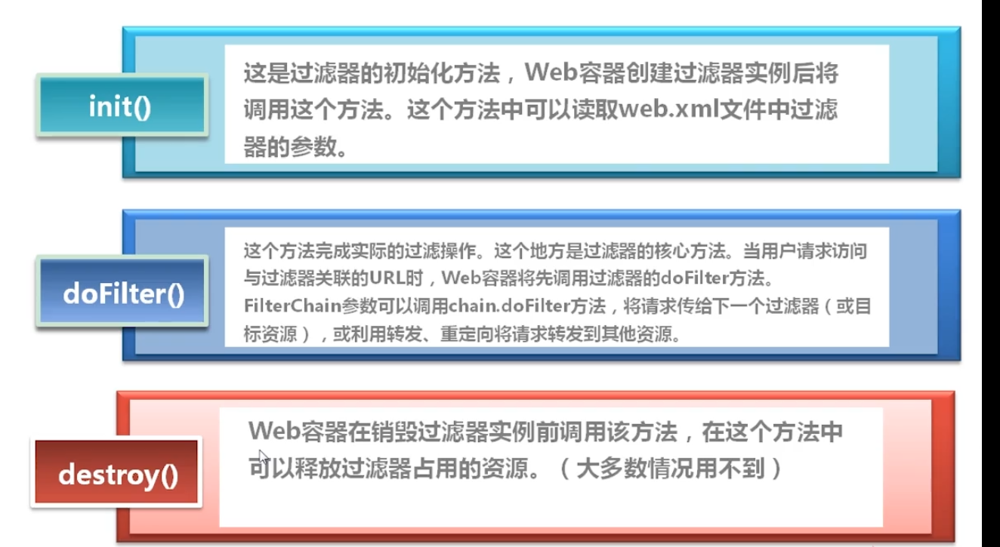 init()
这是过滤器的初始化方法，Web容器创建过滤器实例后将
调用这个方法。这个方法中可以读取web.xml文件中过滤
器的参数。
doFilter()
这个方法完成实际的过滤操作。这个地方是过滤器的核心方法。当用户请求访问
与过滤器关联的URL时，Web容器将先调用过滤器的doFilter方法。
FilterChain参数可以调用chain.doFilter方法，将请求传给下一个过滤器（或目
标资源），或利用转发、重定向将请求转发到其他资源。
destroy()
Web容器在销毁过滤器实例前调用该方法，在这个方法中
可以释放过滤器占用的资源。（大多数情况用不到）